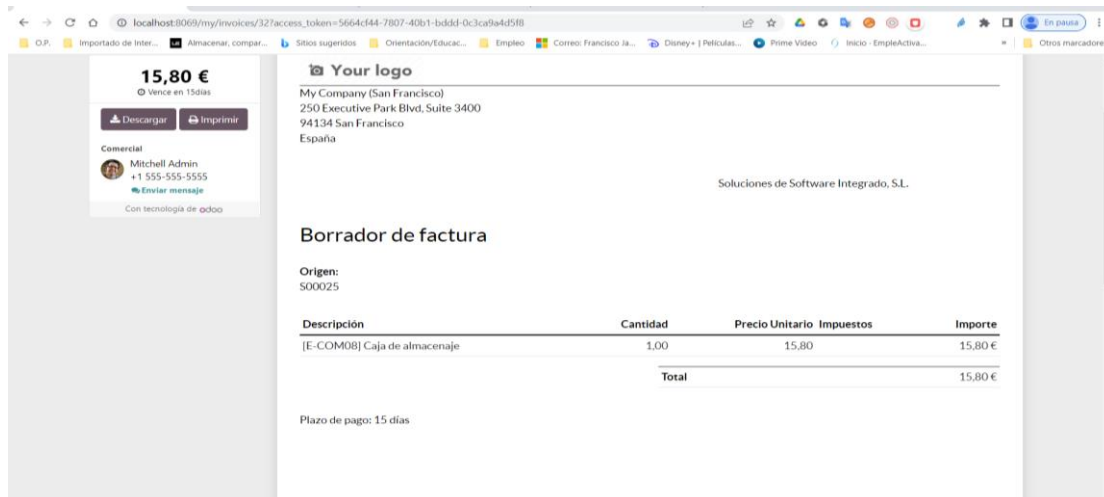 localhost:8069/my/invoices/32?access_token=5664cf44-7807-40b1-bddd-0c3ca9a4d5f8
En pausa
O.P. Importado de Inter... Almacenar, compar... Sitios sugeridos Orientación/Educac... Empleo Correo: Francisco Ja... Disney+ | Películas... Prime Video Inicio - EmpleActiva... » Otros marcadore
15,80 €
Vence en 15días
Descargar Imprimir
Comercial
Mitchell Admin
+1 555-555-5555
Enviar mensaje
Con tecnología de odoo
Your logo
My Company (San Francisco)
250 Executive Park Blvd, Suite 3400
94134 San Francisco
España
Soluciones de Software Integrado, S.L.
Borrador de factura
Origen:
S00025
Descripción Cantidad Precio Unitario Impuestos Importe
[E-COM08] Caja de almacenaje 1,00 15,80 15,80 €
Total 15,80 €
Plazo de pago: 15 días